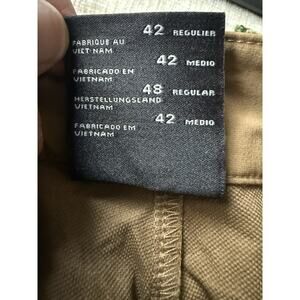 42 REGULIER
FABRIQUE AU
VIET-NAM
42 MEDIO
FABRICADO EN
VIETNAM
48 REGULAR
HERSTELLUNGSLAND
VIETNAM
42 MEDIO
FABRICADO EM
VIETNAM